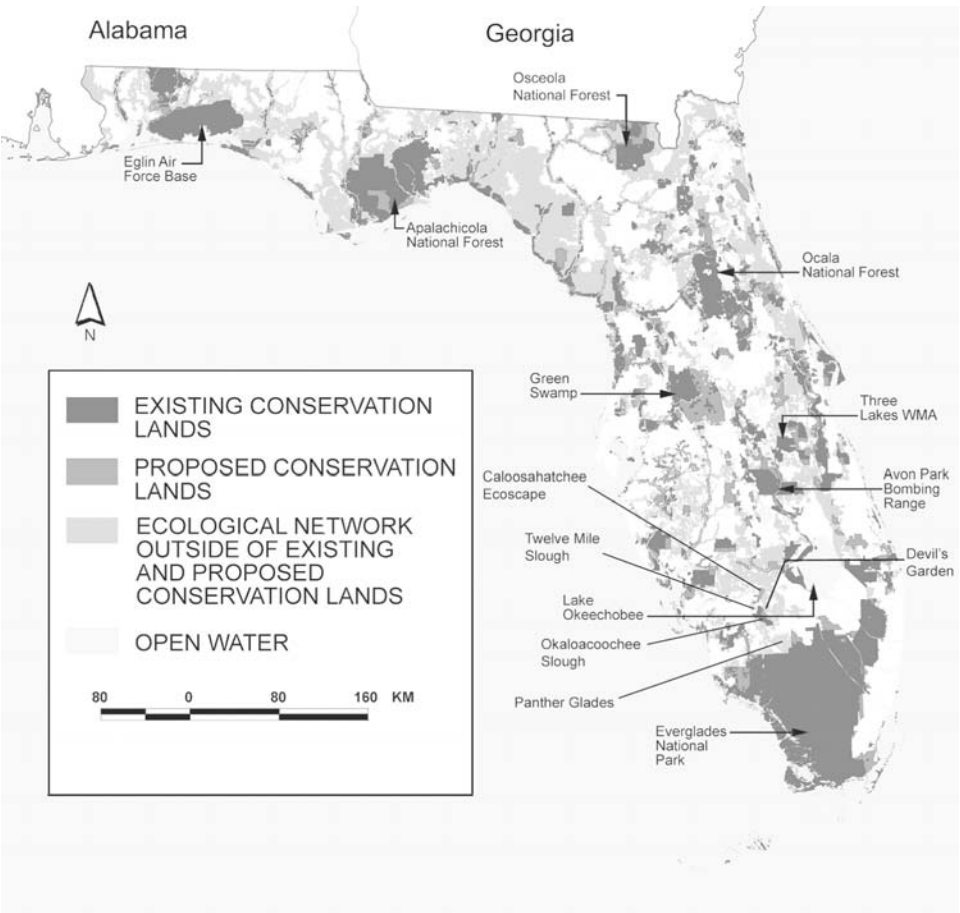 Alabama
Georgia
Osceola
National Forest
Eglin Air
Force Base
Apalachicola
National Forest
Ocala
National Forest
N
Green
Swamp
Three
Lakes WMA
Caloosahatchee
Ecoscape
Avon Park
Bombing
Range
Twelve Mile
Slough
Devil's
Garden
Lake
Okeechobee
Okaloacoochee
Slough
Panther Glades
Everglades
National
Park
EXISTING CONSERVATION
LANDS
PROPOSED CONSERVATION
LANDS
ECOLOGICAL NETWORK
OUTSIDE OF EXISTING
AND PROPOSED
CONSERVATION LANDS
OPEN WATER
80 0 80 160 KM